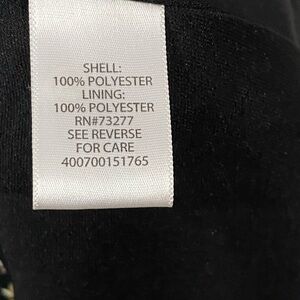 SHELL:
100% POLYESTER
LINING:
100% POLYESTER
RN#73277
SEE REVERSE
FOR CARE
400700151765